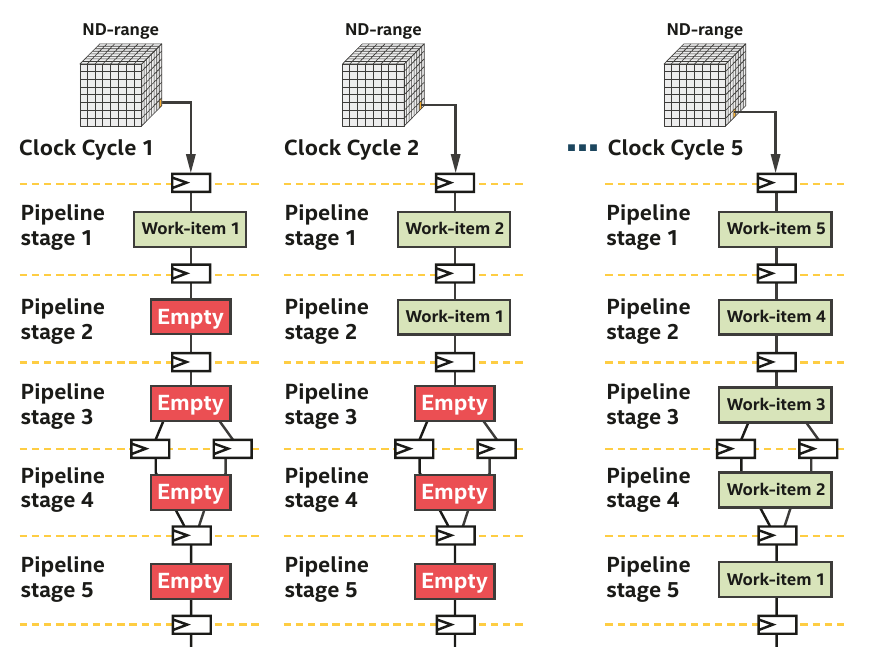 ND-range
Clock Cycle 1
Pipeline
stage 1
Work-item 1
Pipeline
stage 2
Empty
Pipeline
stage 3
Empty
Pipeline
stage 4
Empty
Pipeline
stage 5
Empty
ND-range
Clock Cycle 2
Pipeline
stage 1
Work-item 2
Pipeline
stage 2
Work-item 1
Pipeline
stage 3
Empty
Pipeline
stage 4
Empty
Pipeline
stage 5
Empty
ND-range
Clock Cycle 5
Pipeline
stage 1
Work-item 5
Pipeline
stage 2
Work-item 4
Pipeline
stage 3
Work-item 3
Pipeline
stage 4
Work-item 2
Pipeline
stage 5
Work-item 1